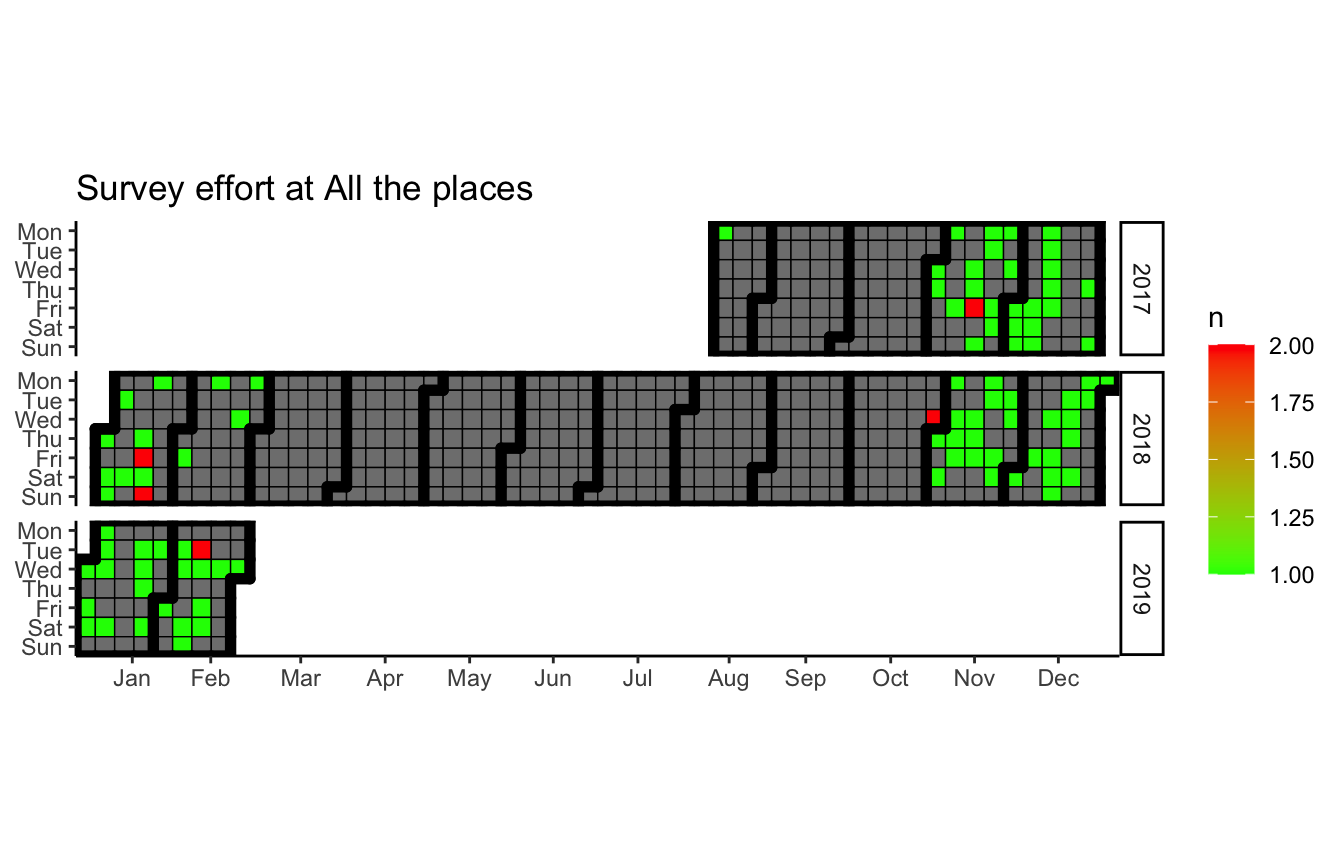 Survey effort at All the places
Mon
Tue
Wed
Thu
Fri
Sat
Sun
2017
Mon
Tue
Wed
Thu
Fri
Sat
Sun
2018
Mon
Tue
Wed
Thu
Fri
Sat
Sun
2019
Jan Feb Mar Apr May Jun Jul Aug Sep Oct Nov Dec
n
2.00
1.75
1.50
1.25
1.00